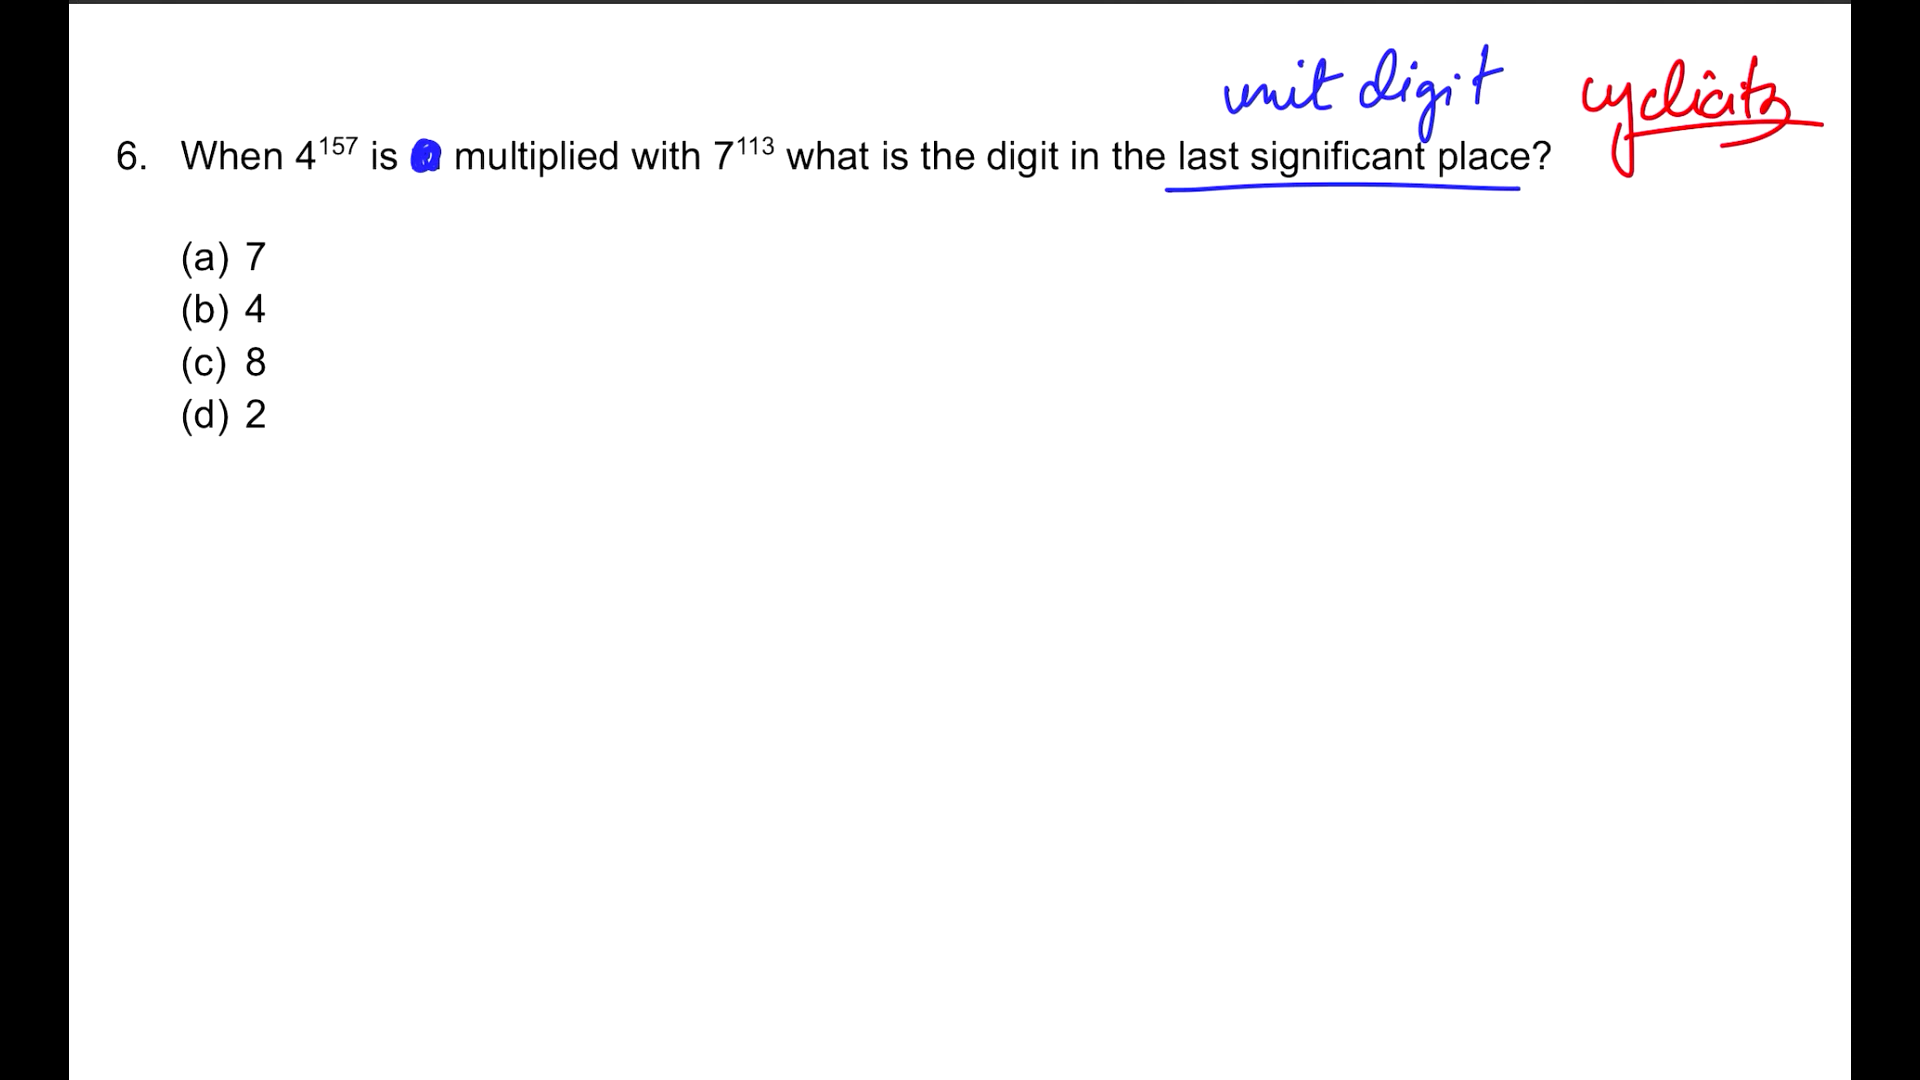 unit digit cyclicity
6. When 4¹⁵⁷ is multiplied with 7¹¹³ what is the digit in the last significant place?
(a) 7
(b) 4
(c) 8
(d) 2